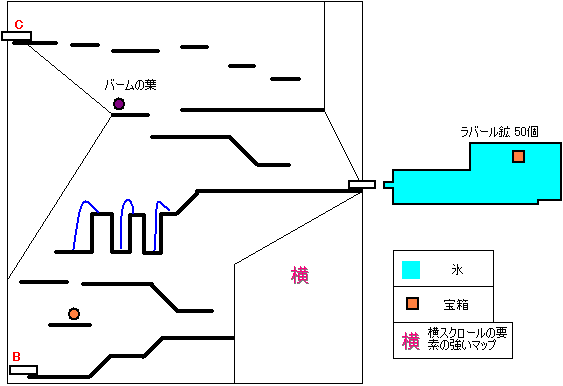 C
バームの葉
ラバール鉱 50個
横
B
氷
宝箱
横 横スクロールの要
素の強いマップ